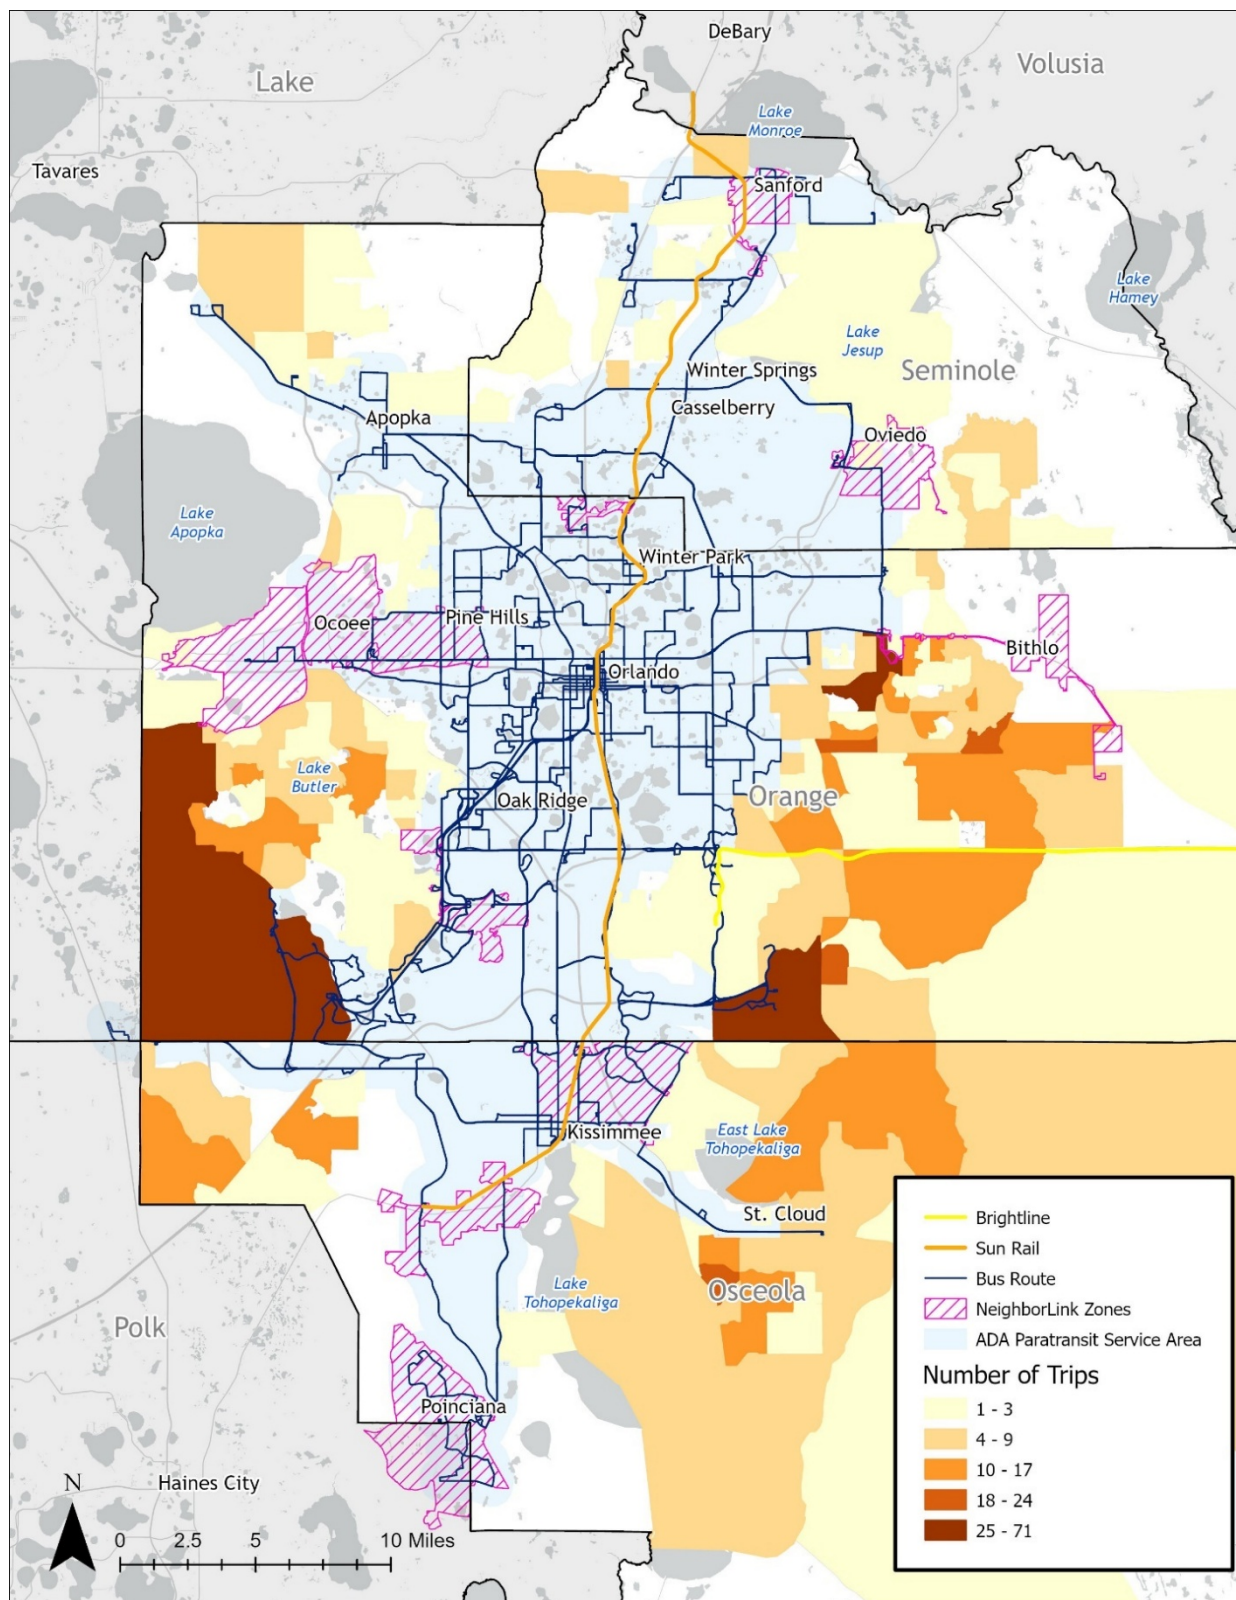 DeBary
Volusia
Lake
Lake
Monroe
Tavares
Sanford
Lake
Harney
Lake
Jesup
Seminole
Winter Springs
Casselberry
Apopka
Oviedo
Lake
Apopka
Winter Park
Ocoee
Pine Hills
Bithlo
Orlando
Lake
Butler
Oak Ridge
Orange
Kissimmee
East Lake
Tohopekaliga
St. Cloud
Lake
Tohopekaliga
Osceola
Polk
Poinciana
Haines City
N
0 2.5 5 10 Miles
Brightline
Sun Rail
Bus Route
NeighborLink Zones
ADA Paratransit Service Area
Number of Trips
1 - 3
4 - 9
10 - 17
18 - 24
25 - 71